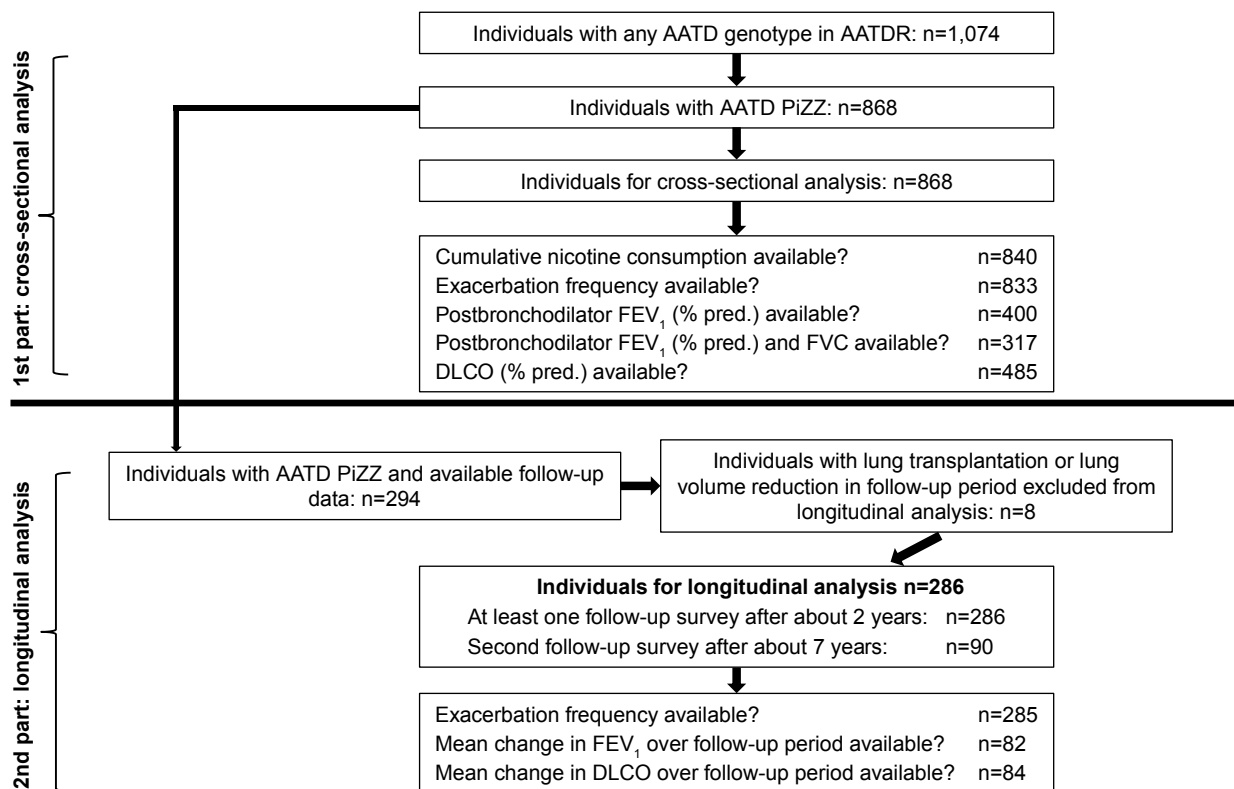 1st part: cross-sectional analysis
Individuals with any AATD genotype in AATDR: n=1,074
Individuals with AATD PiZZ: n=868
Individuals for cross-sectional analysis: n=868
Cumulative nicotine consumption available? n=840
Exacerbation frequency available? n=833
Postbronchodilator FEV1 (% pred.) available? n=400
Postbronchodilator FEV1 (% pred.) and FVC available? n=317
DLCO (% pred.) available? n=485
2nd part: longitudinal analysis
Individuals with AATD PiZZ and available follow-up
data: n=294
Individuals with lung transplantation or lung
volume reduction in follow-up period excluded from
longitudinal analysis: n=8
Individuals for longitudinal analysis n=286
At least one follow-up survey after about 2 years: n=286
Second follow-up survey after about 7 years: n=90
Exacerbation frequency available? n=285
Mean change in FEV1 over follow-up period available? n=82
Mean change in DLCO over follow-up period available? n=84